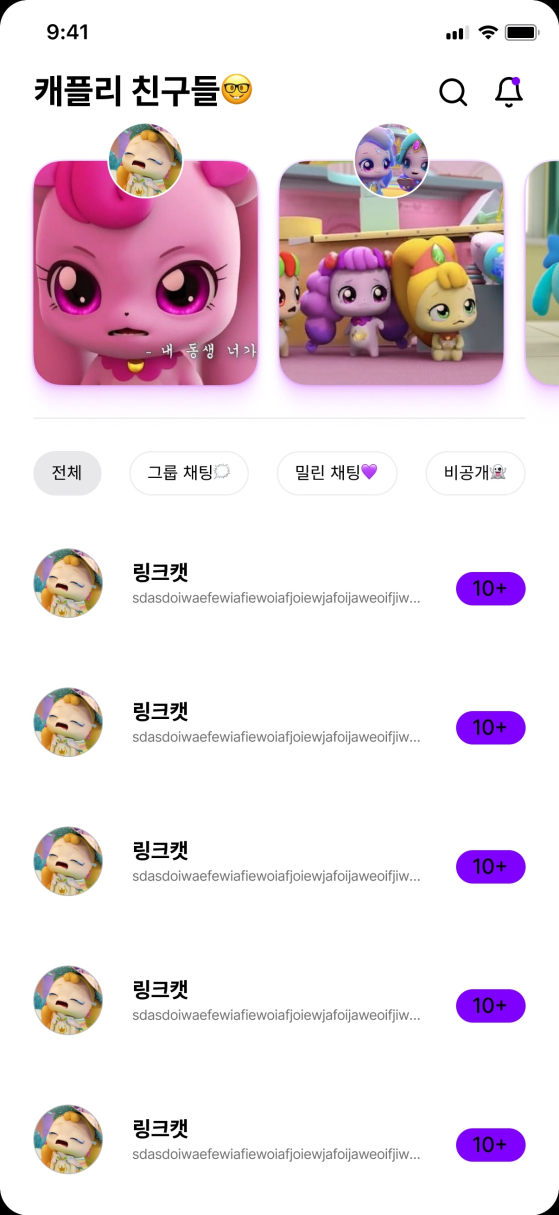 9:41
캐플리 친구들🤓
- 내 동생 너가
전체
그룹 채팅💭
밀린 채팅💜
비공개👻
링크캣
sdasdoiwaefewiafiewoiafjoiewjafoijaweoifjiw...
10+
링크캣
sdasdoiwaefewiafiewoiafjoiewjafoijaweoifjiw...
10+
링크캣
sdasdoiwaefewiafiewoiafjoiewjafoijaweoifjiw...
10+
링크캣
sdasdoiwaefewiafiewoiafjoiewjafoijaweoifjiw...
10+
링크캣
sdasdoiwaefewiafiewoiafjoiewjafoijaweoifjiw...
10+